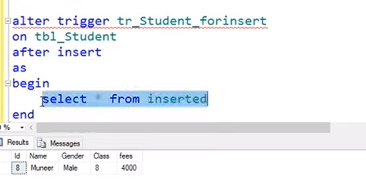 alter trigger tr_Student_forinsert
on tbl_Student
after insert
as
begin
select * from inserted
end
0 %
Results Messages
Id Name Gender Class fees
8 Muneer Male 8 4000